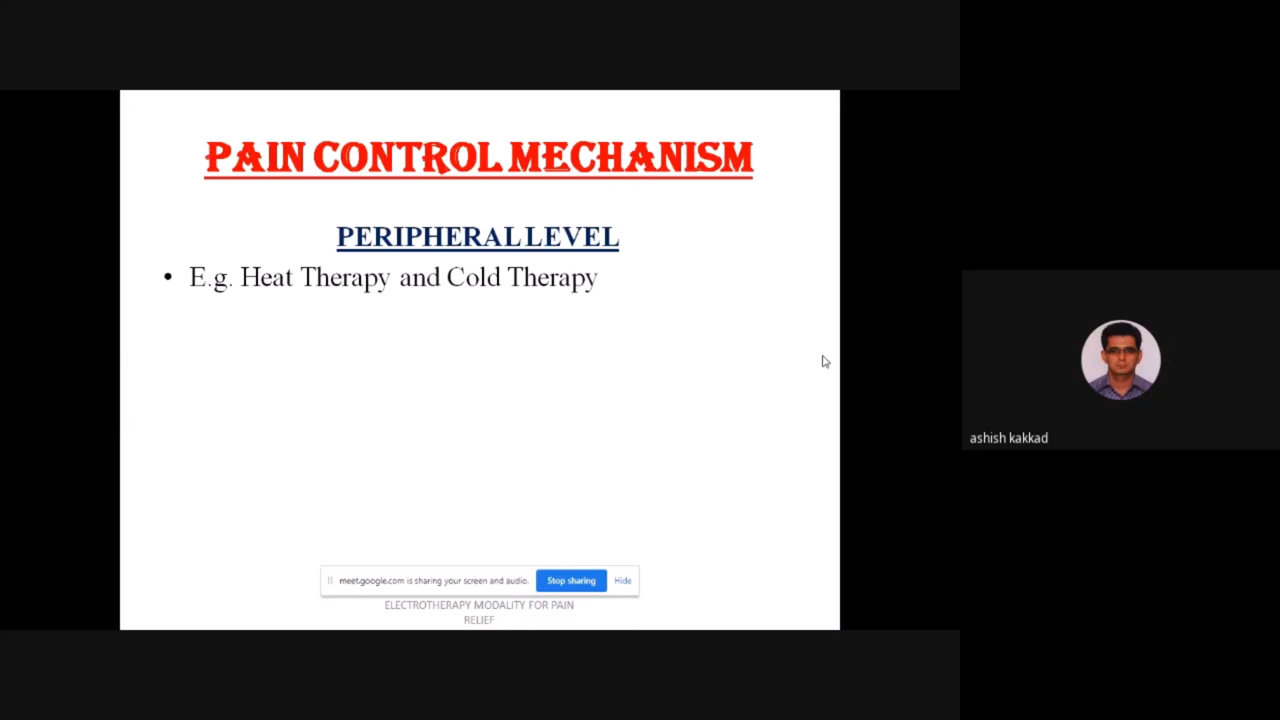 PAIN CONTROL MECHANISM
PERIPHERAL LEVEL
• E.g. Heat Therapy and Cold Therapy
meet.google.com is sharing your screen and audio. Stop sharing Hide
ELECTROTHERAPY MODALITY FOR PAIN
RELIEF
ashish kakkad